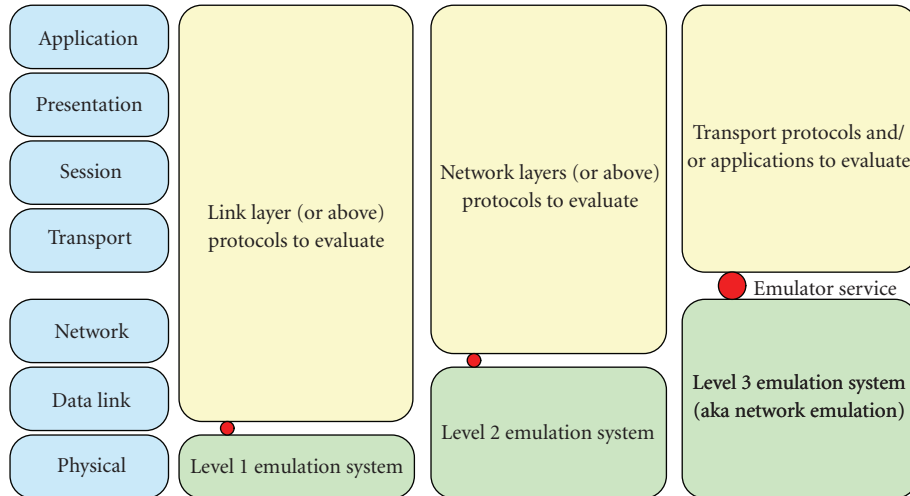 Application
Presentation
Session
Transport
Network
Data link
Physical
Link layer (or above)
protocols to evaluate
Level 1 emulation system
Network layers (or above)
protocols to evaluate
Level 2 emulation system
Transport protocols and/
or applications to evaluate
Emulator service
Level 3 emulation system
(aka network emulation)